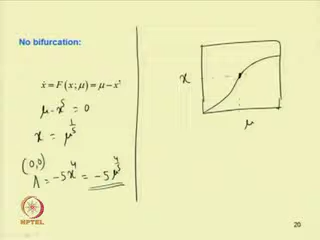 No bifurcation:
ẋ = F(x; μ) = μ − x⁵
μ − x⁵ = 0
x = μ^(1/5)
(0,0)
λ = −5x⁴ = −5μ^(4/5)
x
μ
NPTEL
20